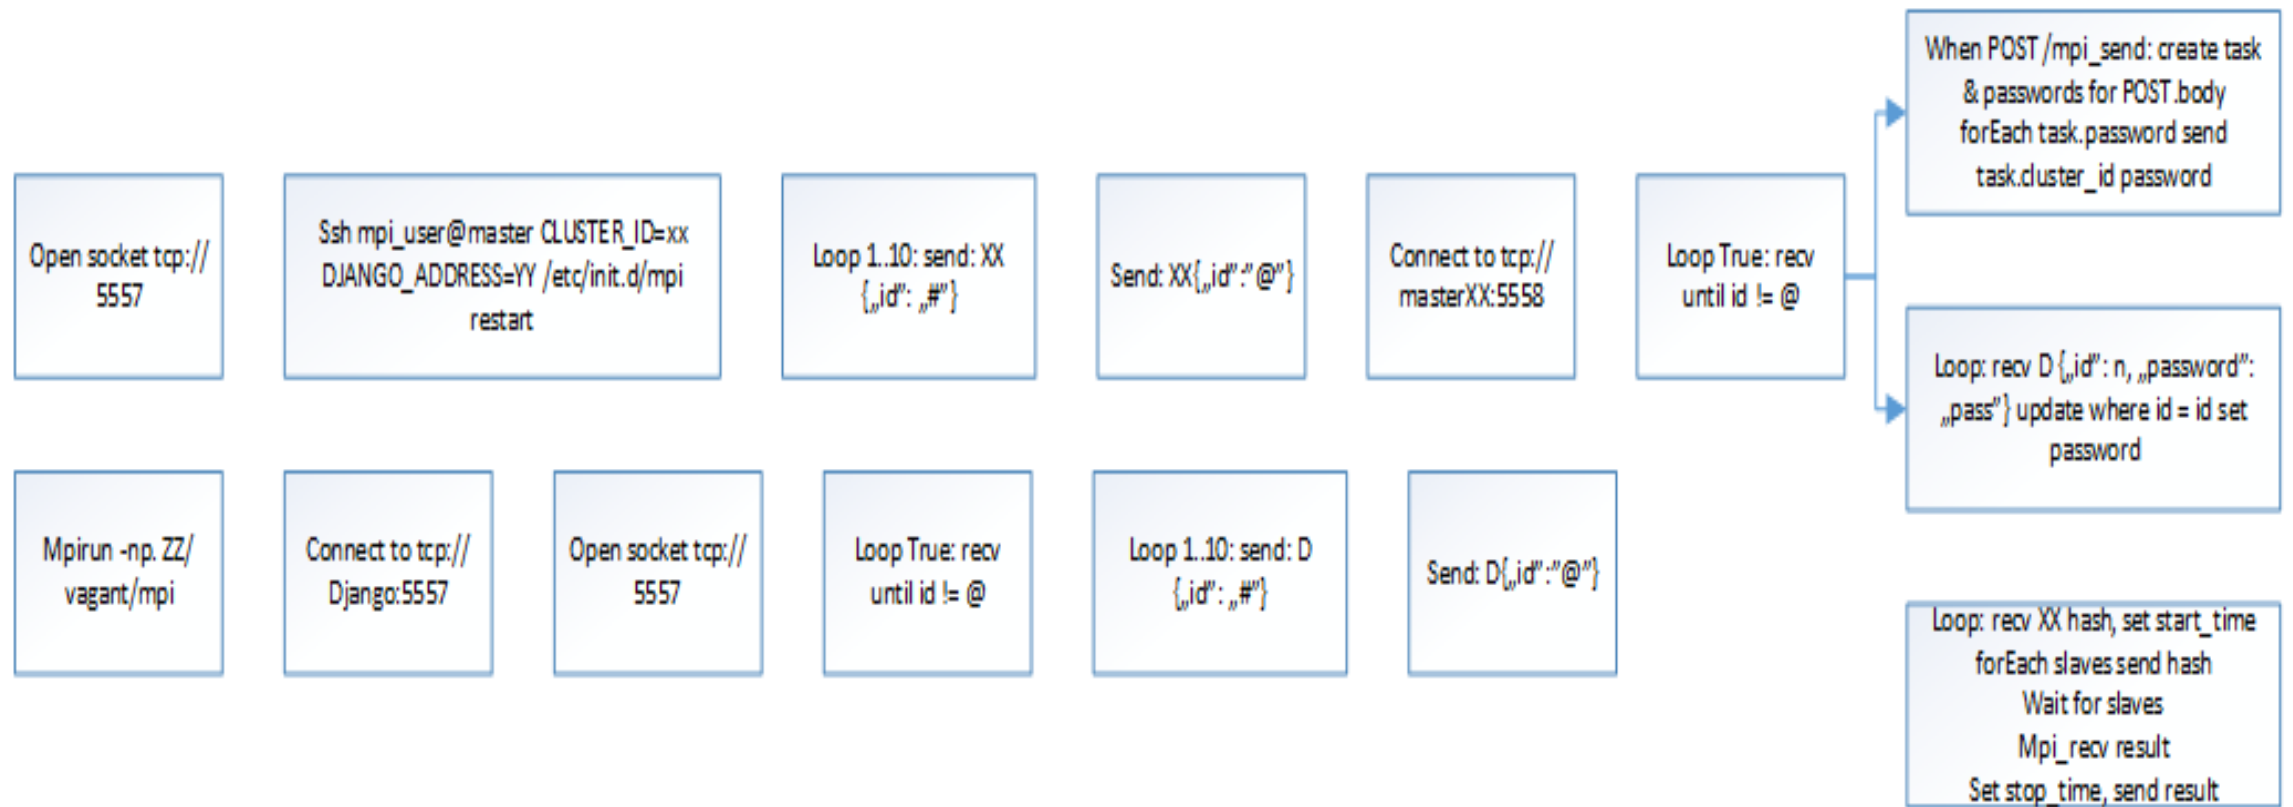 Open socket tcp://
5557
Ssh mpi_user@master CLUSTER_ID=xx
DJANGO_ADDRESS=YY /etc/init.d/mpi
restart
Loop 1..10: send: XX
{„id”: „#”}
Send: XX{„id”:”@”}
Connect to tcp://
masterXX:5558
Loop True: recv
until id != @
When POST /mpi_send: create task
& passwords for POST.body
forEach task.password send
task.cluster_id password
Loop: recv D {„id”: n, „password”:
„pass”} update where id = id set
password
Mpirun -np. ZZ/
vagant/mpi
Connect to tcp://
Django:5557
Open socket tcp://
5557
Loop True: recv
until id != @
Loop 1..10: send: D
{„id”: „#”}
Send: D{„id”:”@”}
Loop: recv XX hash, set start_time
forEach slaves send hash
Wait for slaves
Mpi_recv result
Set stop_time, send result